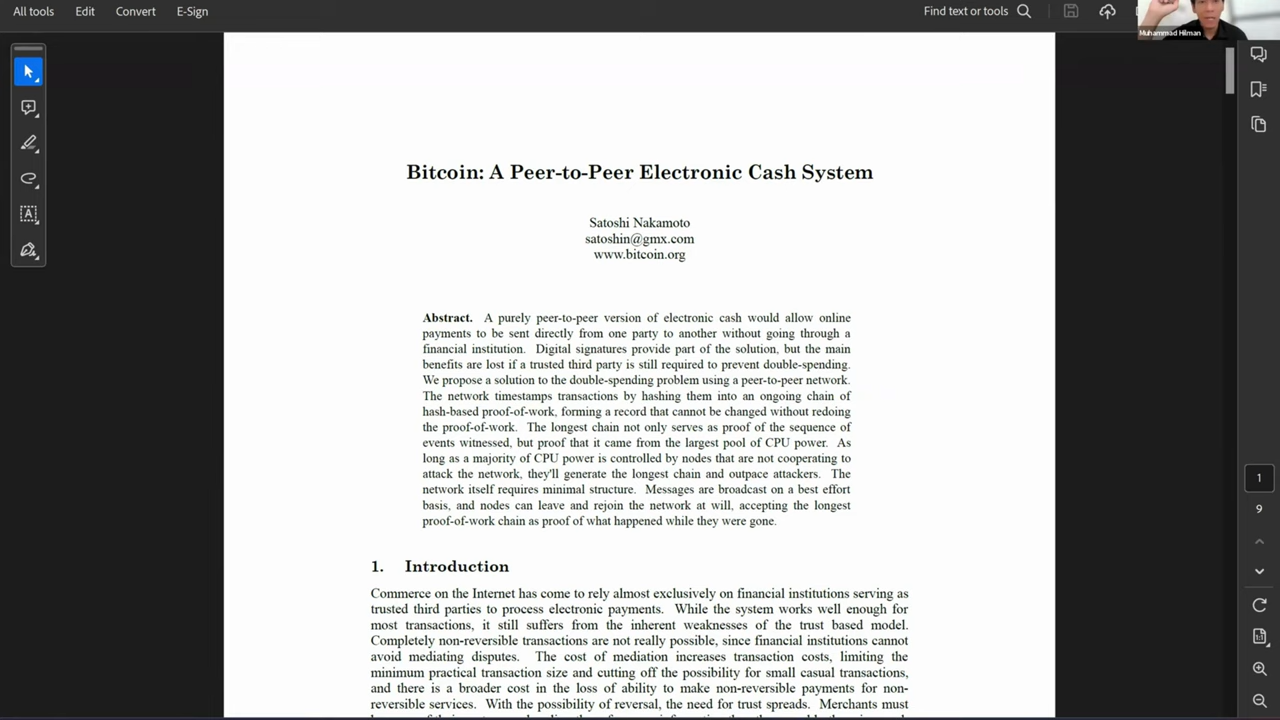 All tools Edit Convert E-Sign Find text or tools
Muhammad Hilman
Bitcoin: A Peer-to-Peer Electronic Cash System
Satoshi Nakamoto
satoshin@gmx.com
www.bitcoin.org
Abstract. A purely peer-to-peer version of electronic cash would allow online
payments to be sent directly from one party to another without going through a
financial institution. Digital signatures provide part of the solution, but the main
benefits are lost if a trusted third party is still required to prevent double-spending.
We propose a solution to the double-spending problem using a peer-to-peer network.
The network timestamps transactions by hashing them into an ongoing chain of
hash-based proof-of-work, forming a record that cannot be changed without redoing
the proof-of-work. The longest chain not only serves as proof of the sequence of
events witnessed, but proof that it came from the largest pool of CPU power. As
long as a majority of CPU power is controlled by nodes that are not cooperating to
attack the network, they'll generate the longest chain and outpace attackers. The
network itself requires minimal structure. Messages are broadcast on a best effort
basis, and nodes can leave and rejoin the network at will, accepting the longest
proof-of-work chain as proof of what happened while they were gone.
1
9
1. Introduction
Commerce on the Internet has come to rely almost exclusively on financial institutions serving as
trusted third parties to process electronic payments. While the system works well enough for
most transactions, it still suffers from the inherent weaknesses of the trust based model.
Completely non-reversible transactions are not really possible, since financial institutions cannot
avoid mediating disputes. The cost of mediation increases transaction costs, limiting the
minimum practical transaction size and cutting off the possibility for small casual transactions,
and there is a broader cost in the loss of ability to make non-reversible payments for non-
reversible services. With the possibility of reversal, the need for trust spreads. Merchants must